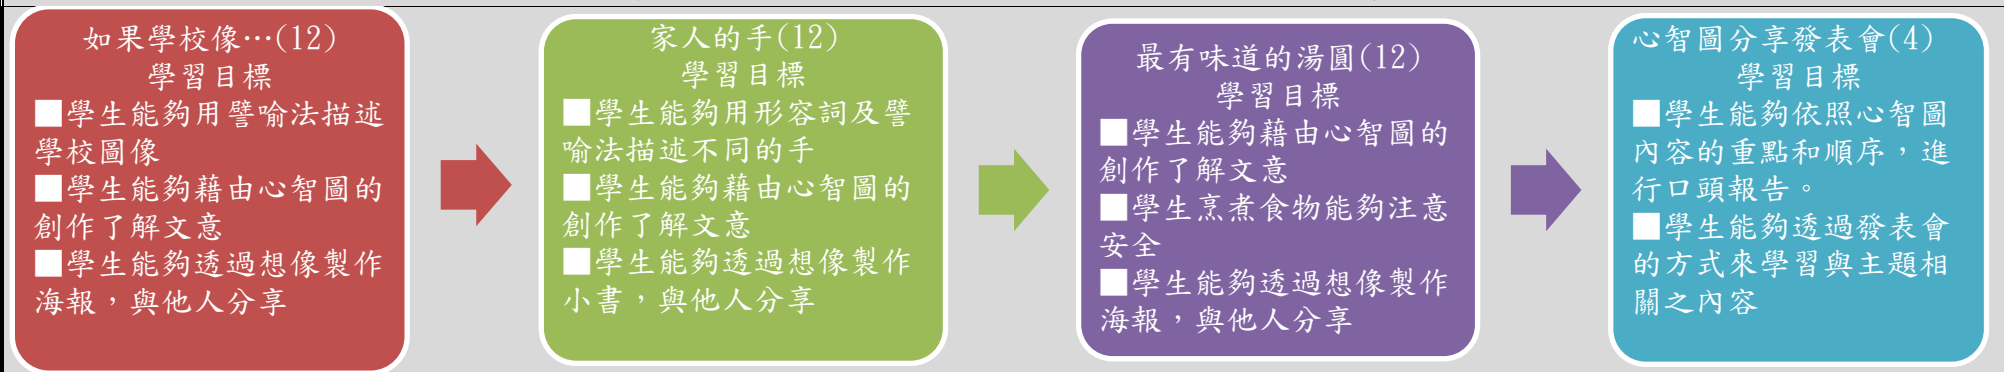 如果學校像…(12)
學習目標
■學生能夠用譬喻法描述
學校圖像
■學生能夠藉由心智圖的
創作了解文意
■學生能夠透過想像製作
海報，與他人分享
家人的手(12)
學習目標
■學生能夠用形容詞及譬
喻法描述不同的手
■學生能夠藉由心智圖的
創作了解文意
■學生能夠透過想像製作
小書，與他人分享
最有味道的湯圓(12)
學習目標
■學生能夠藉由心智圖的
創作了解文意
■學生烹煮食物能夠注意
安全
■學生能夠透過想像製作
海報，與他人分享
心智圖分享發表會(4)
學習目標
■學生能夠依照心智圖
內容的重點和順序，進
行口頭報告。
■學生能夠透過發表會
的方式來學習與主題相
關之內容